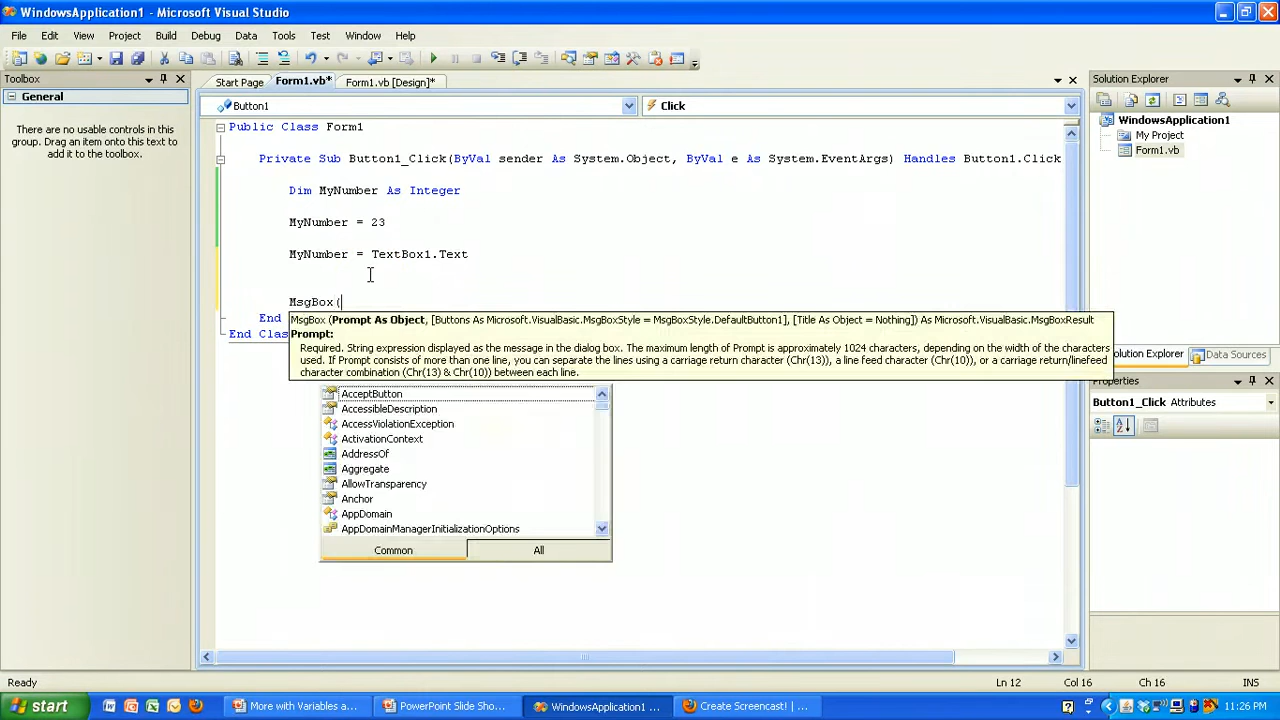 WindowsApplication1 - Microsoft Visual Studio
File Edit View Project Build Debug Data Tools Test Window Help
Toolbox
Start Page Form1.vb* Form1.vb [Design]*
Solution Explorer
General
There are no usable controls in this
group. Drag an item onto this text to
add it to the toolbox.
Button1 Click
WindowsApplication1
My Project
Form1.vb
Public Class Form1
Private Sub Button1_Click(ByVal sender As System.Object, ByVal e As System.EventArgs) Handles Button1.Click
Dim MyNumber As Integer
MyNumber = 23
MyNumber = TextBox1.Text
MsgBox(
End
End Clas
MsgBox (Prompt As Object, [Buttons As Microsoft.VisualBasic.MsgBoxStyle = MsgBoxStyle.DefaultButton1], [Title As Object = Nothing]) As Microsoft.VisualBasic.MsgBoxResult
Prompt:
Required. String expression displayed as the message in the dialog box. The maximum length of Prompt is approximately 1024 characters, depending on the width of the characters
used. If Prompt consists of more than one line, you can separate the lines using a carriage return character (Chr(13)), a line feed character (Chr(10)), or a carriage return/linefeed
character combination (Chr(13) & Chr(10)) between each line.
AcceptButton
AccessibleDescription
AccessViolationException
ActivationContext
AddressOf
Aggregate
AllowTransparency
Anchor
AppDomain
AppDomainManagerInitializationOptions
Common All
olution Explorer Data Sources
Properties
Button1_Click Attributes
Ready Ln 12 Col 16 Ch 16 INS
start More with Variables a... PowerPoint Slide Sho... WindowsApplication1 ... Create Screencast! | ... 11:26 PM